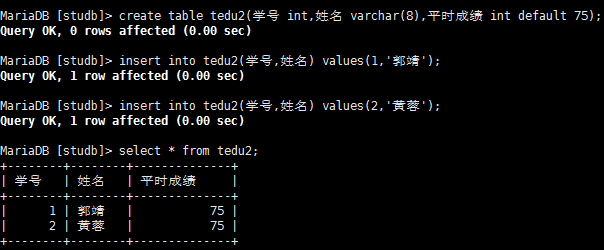 MariaDB [studb]> create table tedu2(学号 int,姓名 varchar(8),平时成绩 int default 75);
Query OK, 0 rows affected (0.00 sec)
MariaDB [studb]> insert into tedu2(学号,姓名) values(1,'郭靖');
Query OK, 1 row affected (0.00 sec)
MariaDB [studb]> insert into tedu2(学号,姓名) values(2,'黄蓉');
Query OK, 1 row affected (0.00 sec)
MariaDB [studb]> select * from tedu2;
+--------+--------+--------------+
| 学号 | 姓名 | 平时成绩 |
+--------+--------+--------------+
| 1 | 郭靖 | 75 |
| 2 | 黄蓉 | 75 |
+--------+--------+--------------+